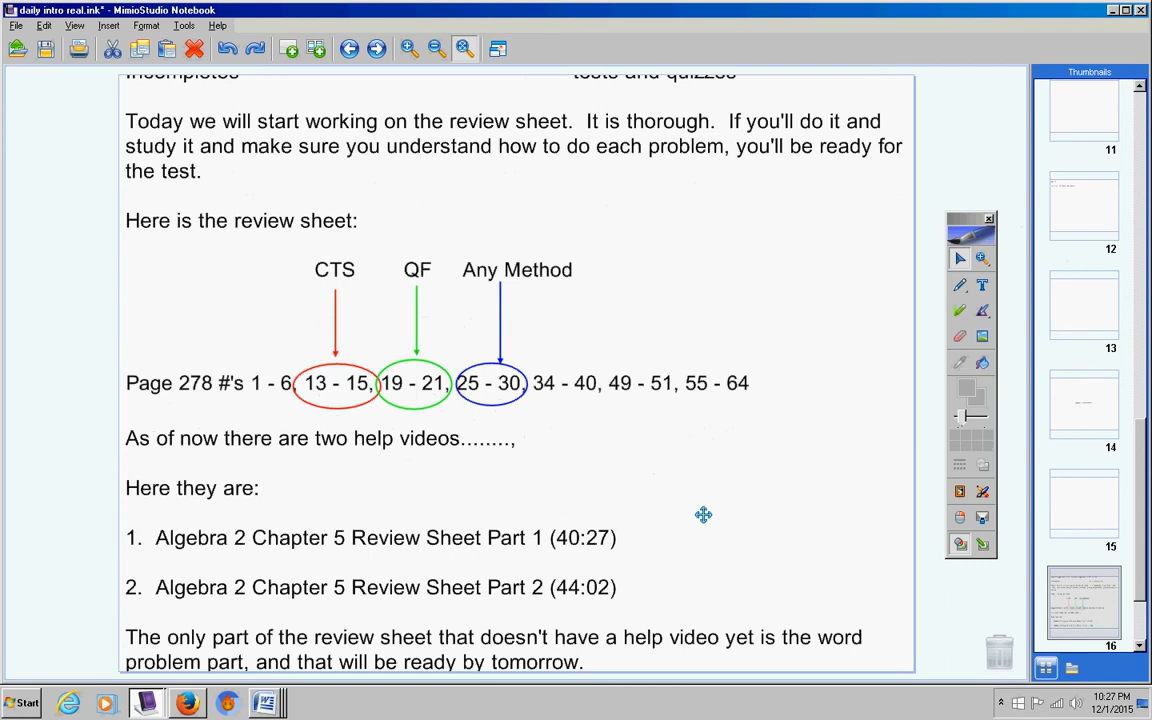 daily intro real.ink* - MimioStudio Notebook
File Edit View Insert Format Tools Help
Incompletes tests and quizzes
Today we will start working on the review sheet. It is thorough. If you'll do it and
study it and make sure you understand how to do each problem, you'll be ready for
the test.
Here is the review sheet:
CTS QF Any Method
Page 278 #'s 1 - 6, 13 - 15, 19 - 21, 25 - 30, 34 - 40, 49 - 51, 55 - 64
As of now there are two help videos........,
Here they are:
1. Algebra 2 Chapter 5 Review Sheet Part 1 (40:27)
2. Algebra 2 Chapter 5 Review Sheet Part 2 (44:02)
The only part of the review sheet that doesn't have a help video yet is the word
problem part, and that will be ready by tomorrow.
Thumbnails
11
12
13
14
15
16
Start
10:27 PM
12/1/2015